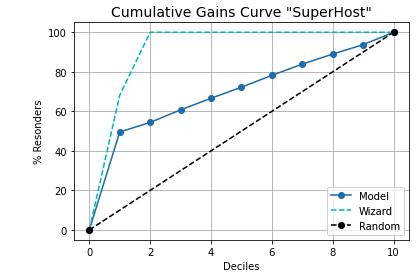 Cumulative Gains Curve "SuperHost"
100
80
60
40
20
0
% Resonders
0 2 4 6 8 10
Deciles
Model
Wizard
Random